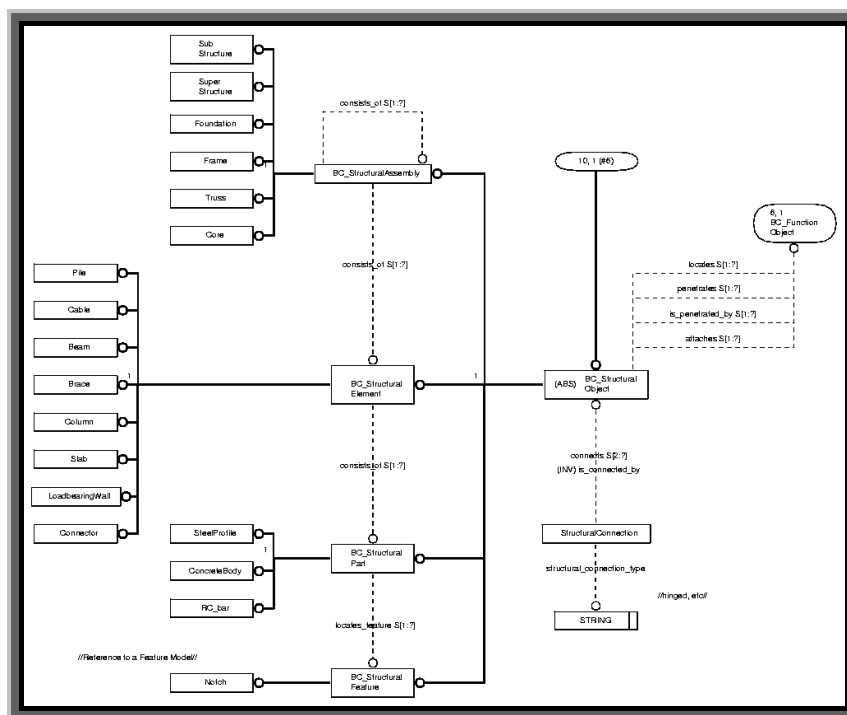 Sub
Structure
Super
Structure
Foundation
Frame
1
Truss
Core
consists_of S[1:?]
BC_StructuralAssembly
10, 1 (#6)
6, 1
BC_Function
Object
locates S[1:?]
penetrates S[1:?]
is_penetrated_by S[1:?]
attaches S[1:?]
consists_of S[1:?]
Pile
Cable
Beam
Brace
1
Column
Slab
LoadbearingWall
Connector
BC_Structural
Element
1
(ABS) BC_Structural
Object
connects S[2:?]
(INV) is_connected_by
consists_of S[1:?]
SteelProfile
1
ConcreteBody
RC_bar
BC_Structural
Part
StructuralConnection
structural_connection_type
//hinged, etc//
STRING
locates_feature S[1:?]
//Reference to a Feature Model//
Notch
BC_Structural
Feature